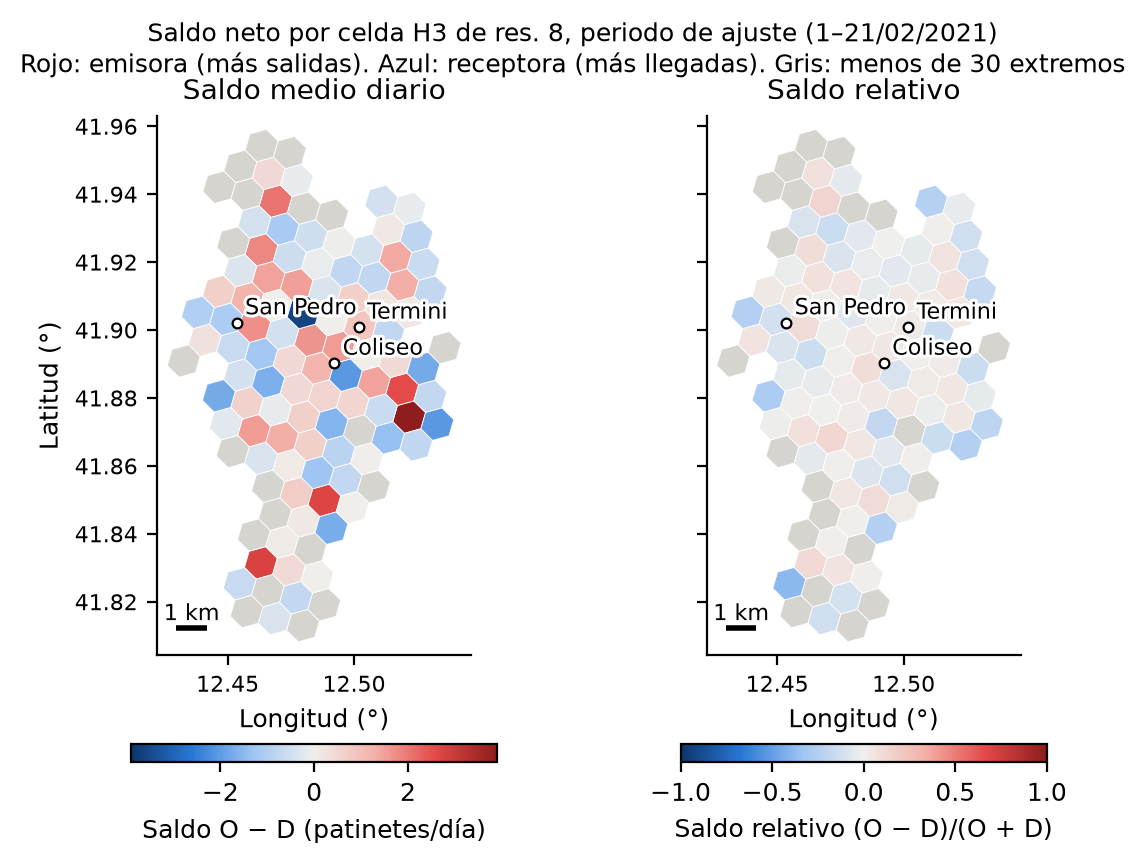 Saldo neto por celda H3 de res. 8, periodo de ajuste (1–21/02/2021)
Rojo: emisora (más salidas). Azul: receptora (más llegadas). Gris: menos de 30 extremos
Saldo medio diario
41.96
41.94
41.92
41.90
41.88
41.86
41.84
41.82
Latitud (°)
San Pedro
Termini
Coliseo
1 km
12.45
12.50
Longitud (°)
−2
0
2
Saldo O − D (patinetes/día)
Saldo relativo
San Pedro
Termini
Coliseo
1 km
12.45
12.50
Longitud (°)
−1.0
−0.5
0.0
0.5
1.0
Saldo relativo (O − D)/(O + D)